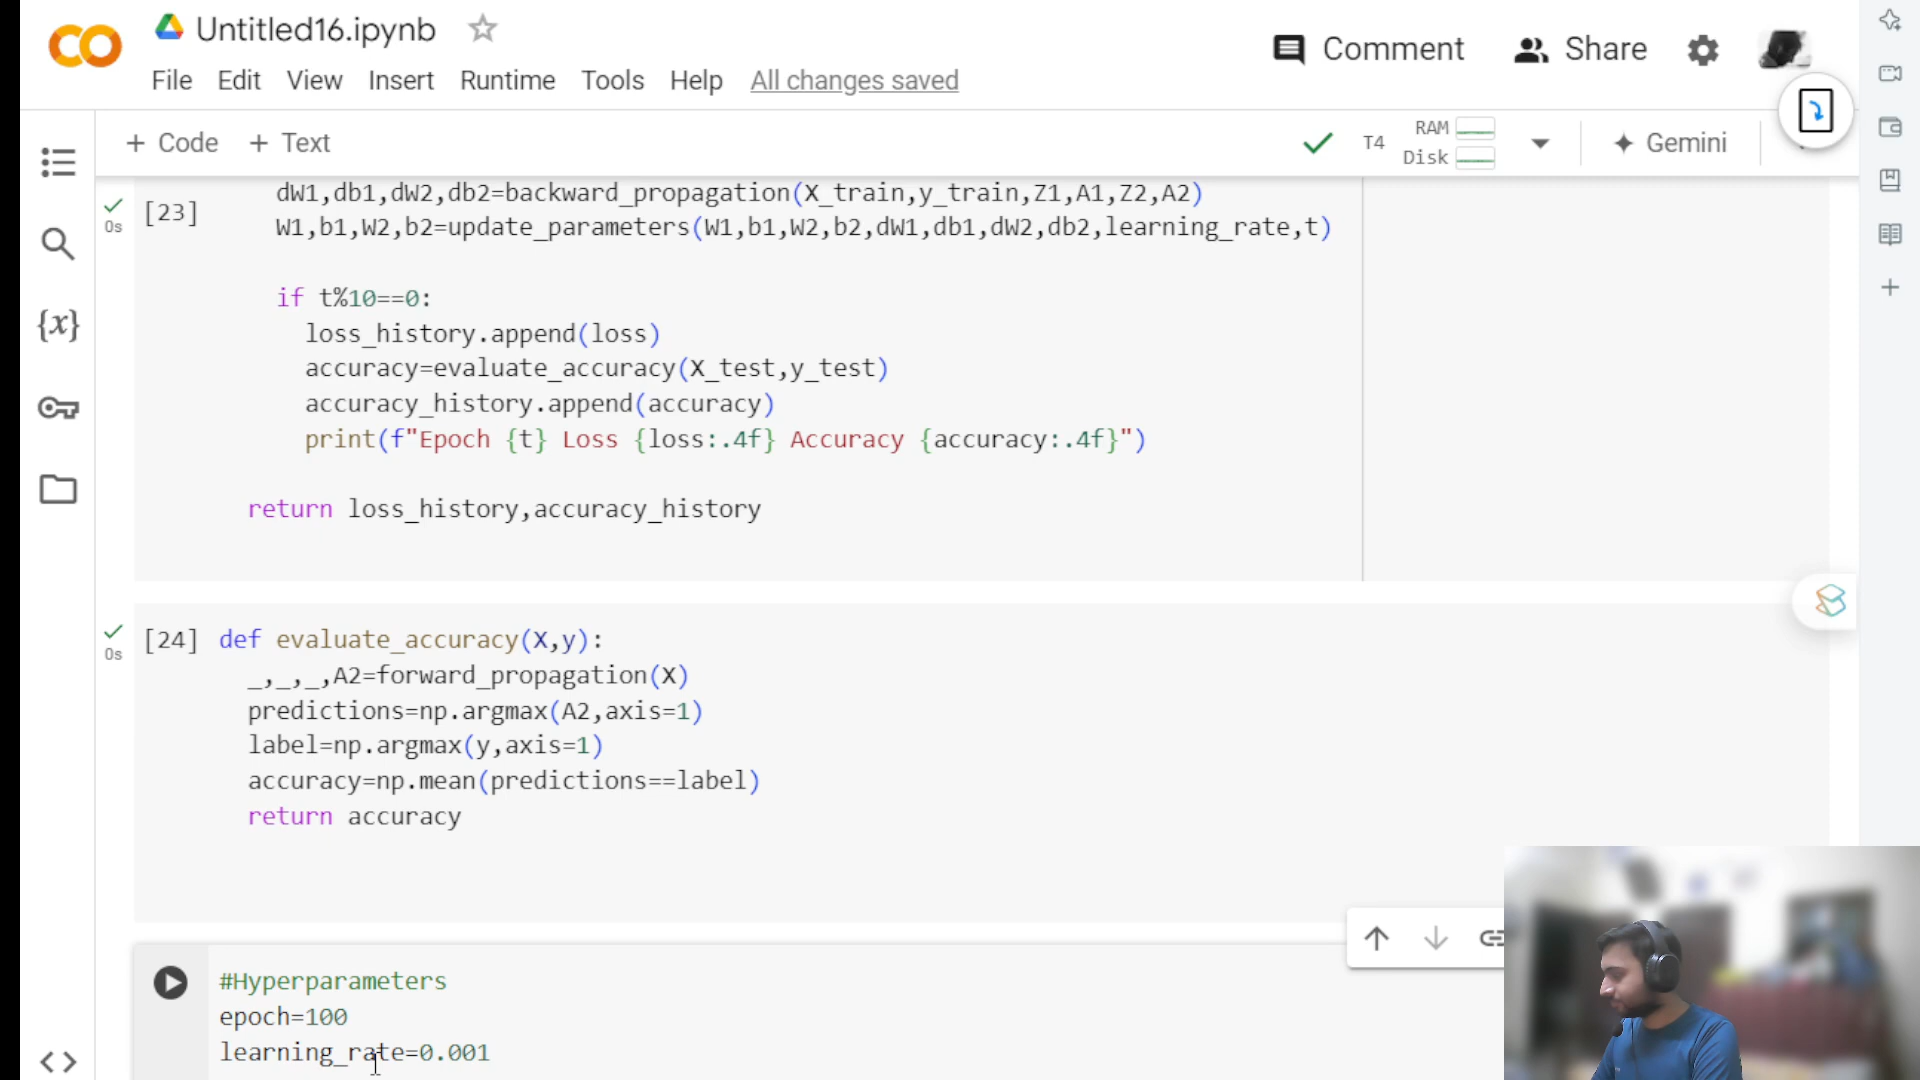 Untitled16.ipynb
Comment
Share
File Edit View Insert Runtime Tools Help All changes saved
+ Code + Text
T4
RAM
Disk
Gemini
[23]
0s
dW1,db1,dW2,db2=backward_propagation(X_train,y_train,Z1,A1,Z2,A2)
W1,b1,W2,b2=update_parameters(W1,b1,W2,b2,dW1,db1,dW2,db2,learning_rate,t)
if t%10==0:
loss_history.append(loss)
accuracy=evaluate_accuracy(X_test,y_test)
accuracy_history.append(accuracy)
print(f"Epoch {t} Loss {loss:.4f} Accuracy {accuracy:.4f}")
return loss_history,accuracy_history
[24]
0s
def evaluate_accuracy(X,y):
_,_,_,A2=forward_propagation(X)
predictions=np.argmax(A2,axis=1)
label=np.argmax(y,axis=1)
accuracy=np.mean(predictions==label)
return accuracy
#Hyperparameters
epoch=100
learning_rate=0.001